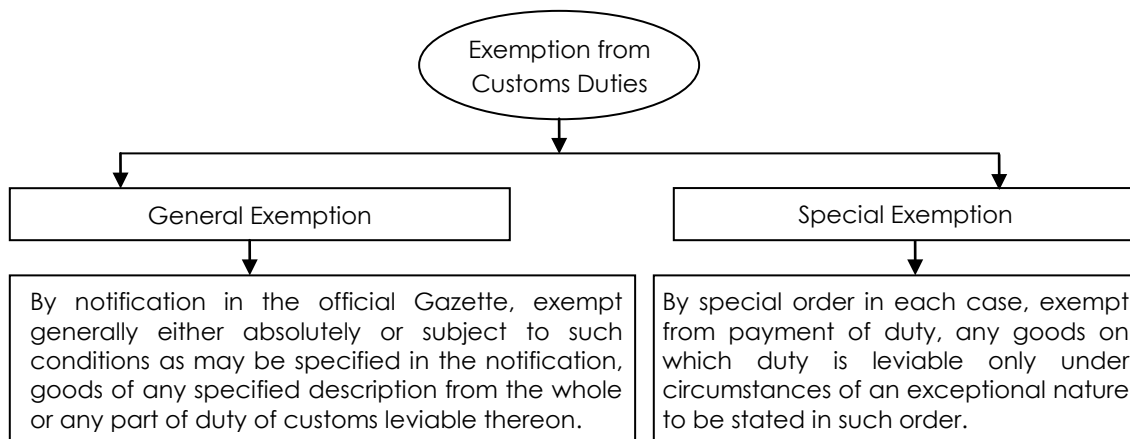 Exemption from
Customs Duties
General Exemption
Special Exemption
By notification in the official Gazette, exempt
generally either absolutely or subject to such
conditions as may be specified in the notification,
goods of any specified description from the whole
or any part of duty of customs leviable thereon.
By special order in each case, exempt
from payment of duty, any goods on
which duty is leviable only under
circumstances of an exceptional nature
to be stated in such order.